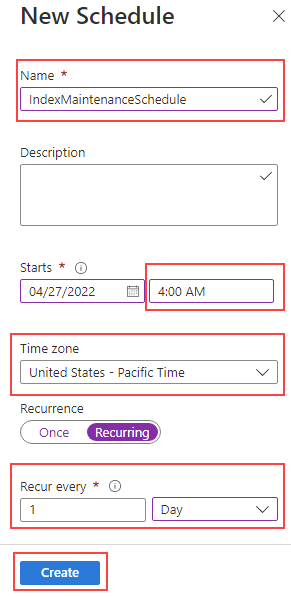 New Schedule
Name *
IndexMaintenanceSchedule
Description
Starts *
04/27/2022 4:00 AM
Time zone
United States - Pacific Time
Recurrence
Once Recurring
Recur every *
1 Day
Create